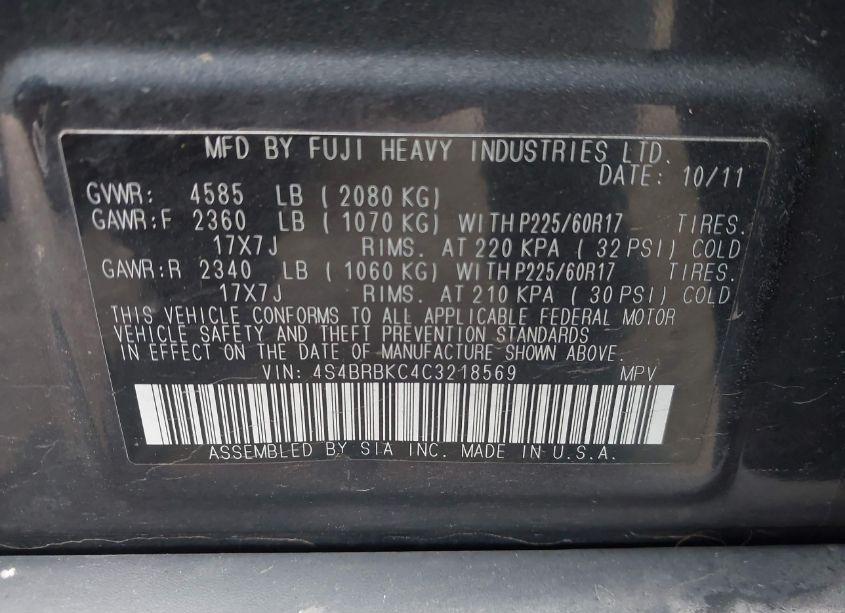 MFD BY FUJI HEAVY INDUSTRIES LTD.
DATE: 10/11
GVWR: 4585 LB ( 2080 KG)
GAWR:F 2360 LB ( 1070 KG) WITH P225/60R17 TIRES.
17X7J RIMS. AT 220 KPA ( 32 PSI) COLD
GAWR:R 2340 LB ( 1060 KG) WITH P225/60R17 TIRES.
17X7J RIMS. AT 210 KPA ( 30 PSI) COLD
THIS VEHICLE CONFORMS TO ALL APPLICABLE FEDERAL MOTOR
VEHICLE SAFETY AND THEFT PREVENTION STANDARDS
IN EFFECT ON THE DATE OF MANUFACTURE SHOWN ABOVE.
VIN: 4S4BRBKC4C3218569 MPV
ASSEMBLED BY SIA INC. MADE IN U.S.A.